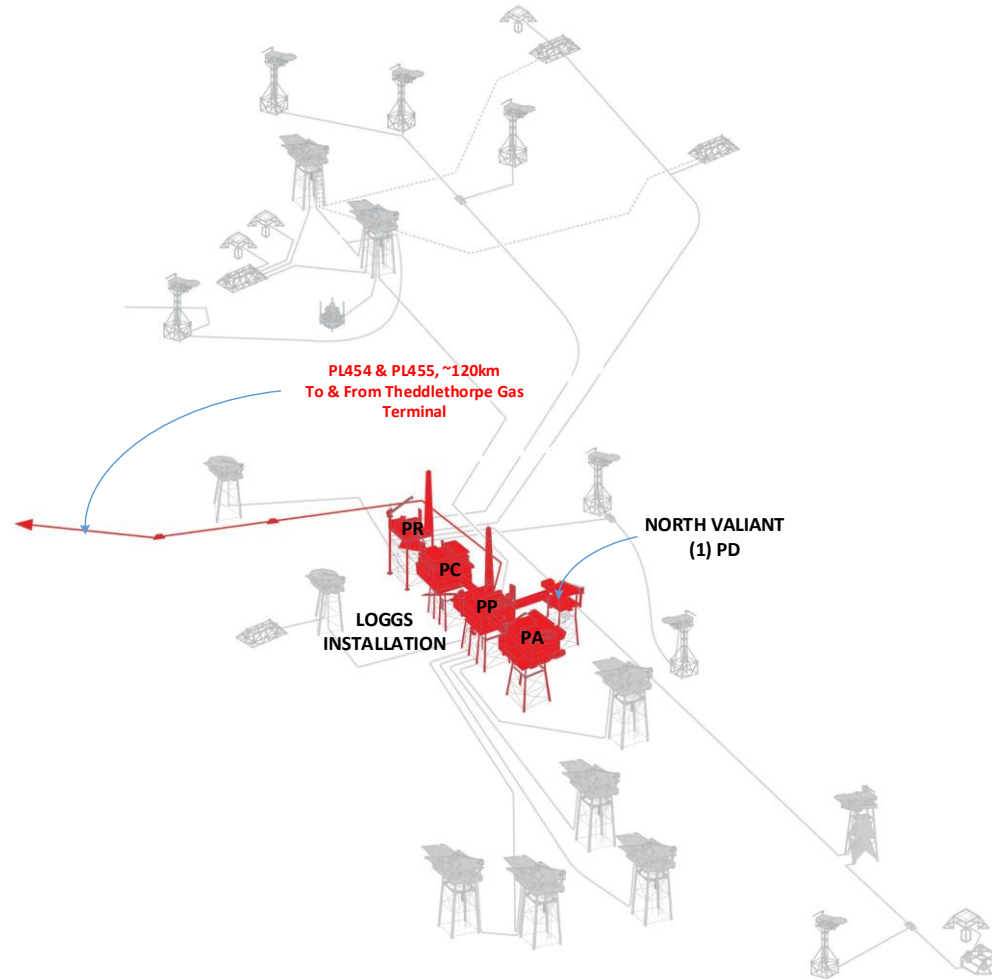 PL454 & PL455, ~120km
To & From Theddlethorpe Gas
Terminal
PR
NORTH VALIANT
(1) PD
PC
PP
LOGGS
INSTALLATION
PA